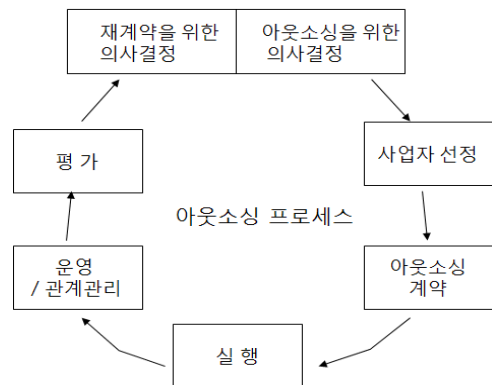 재계약을 위한
의사결정
아웃소싱을 위한
의사결정
평 가
사업자 선정
아웃소싱 프로세스
운영
/ 관계관리
아웃소싱
계약
실 행